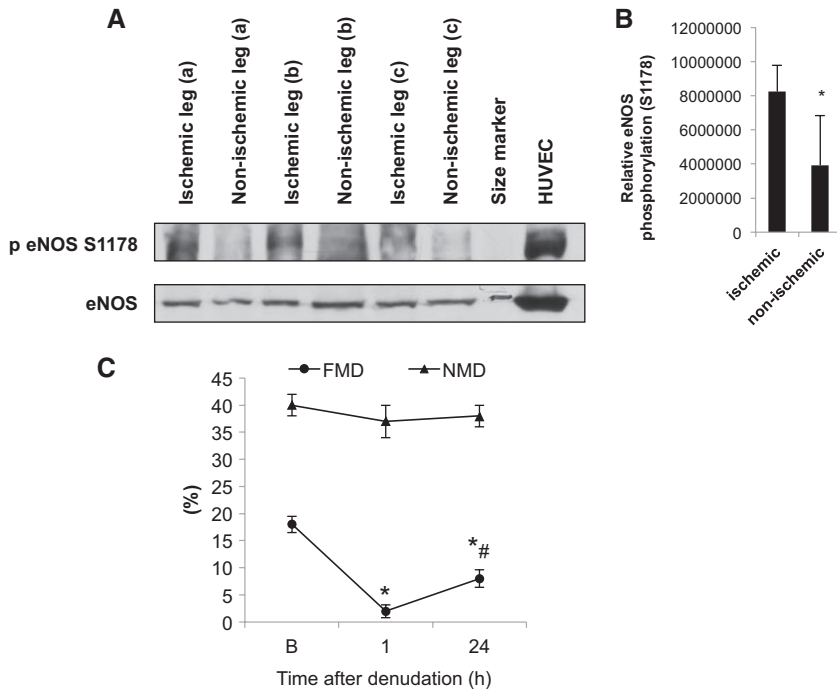 A
Ischemic leg (a)
Non-ischemic leg (a)
Ischemic leg (b)
Non-ischemic leg (b)
Ischemic leg (c)
Non-ischemic leg (c)
Size marker
HUVEC
p eNOS S1178
eNOS
B
Relative eNOS
phosphorylation (S1178)
12000000
10000000
8000000
6000000
4000000
2000000
0
*
ischemic
non-ischemic
C
FMD
NMD
(%)
45
40
35
30
25
20
15
10
5
0
*
*#
B
1
24
Time after denudation (h)